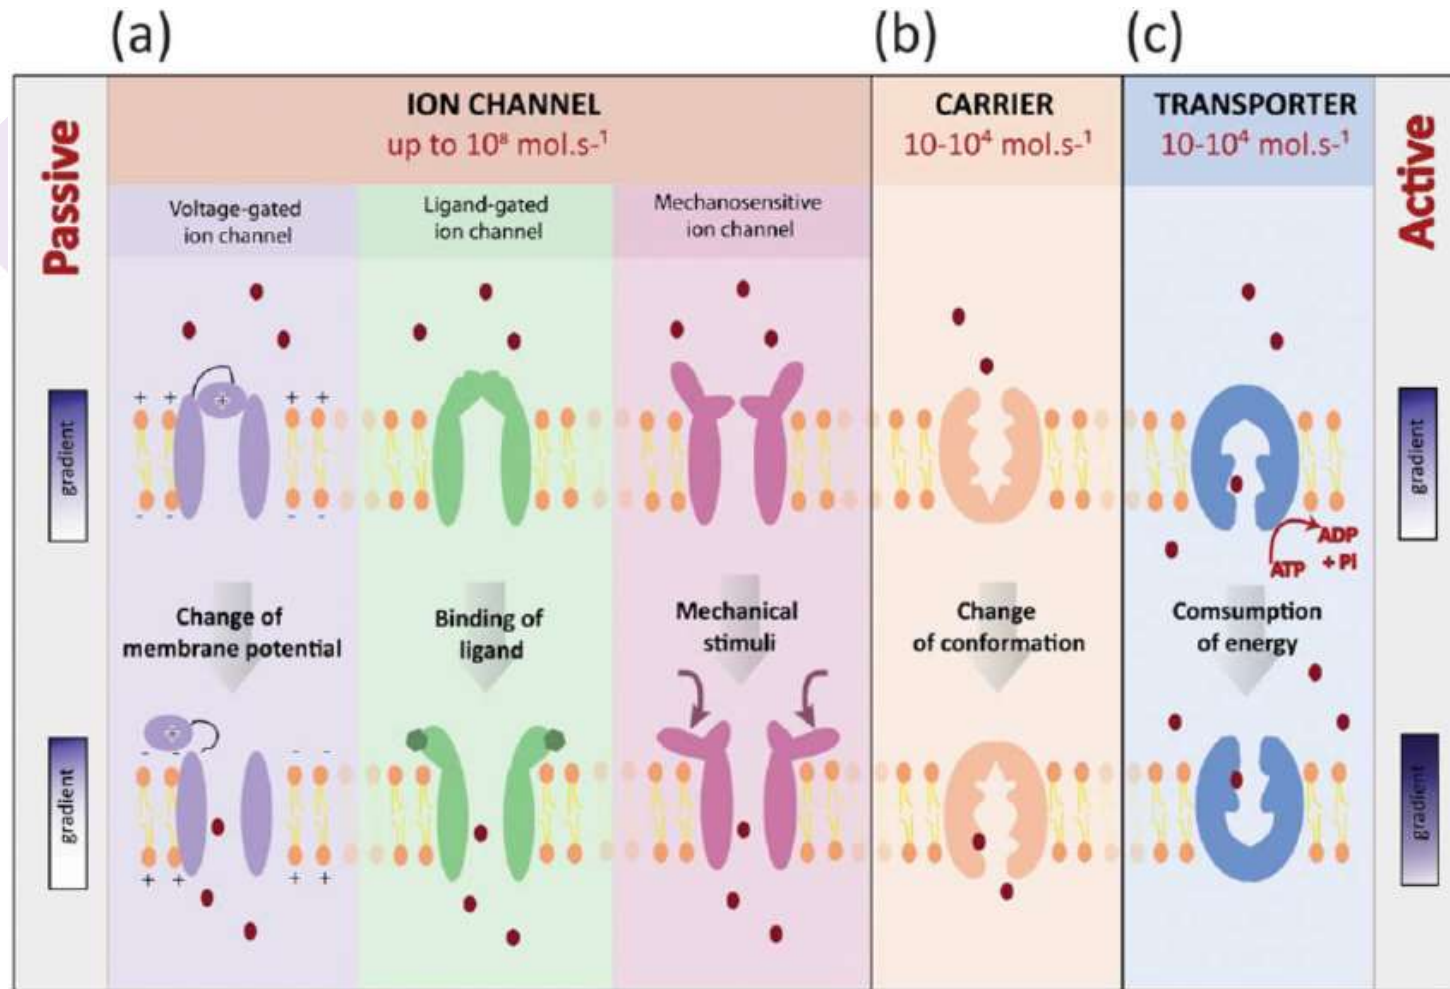 (a)
(b)
(c)
Passive
ION CHANNEL
up to 10⁸ mol.s-¹
CARRIER
10-10⁴ mol.s-¹
TRANSPORTER
10-10⁴ mol.s-¹
Active
Voltage-gated
ion channel
Ligand-gated
ion channel
Mechanosensitive
ion channel
+ + + +
+
- - - -
gradient
gradient
ATP
ADP
+ Pi
Change of
membrane potential
Binding of
ligand
Mechanical
stimuli
Change
of conformation
Comsumption
of energy
+
- - - -
+ + + +
gradient
gradient